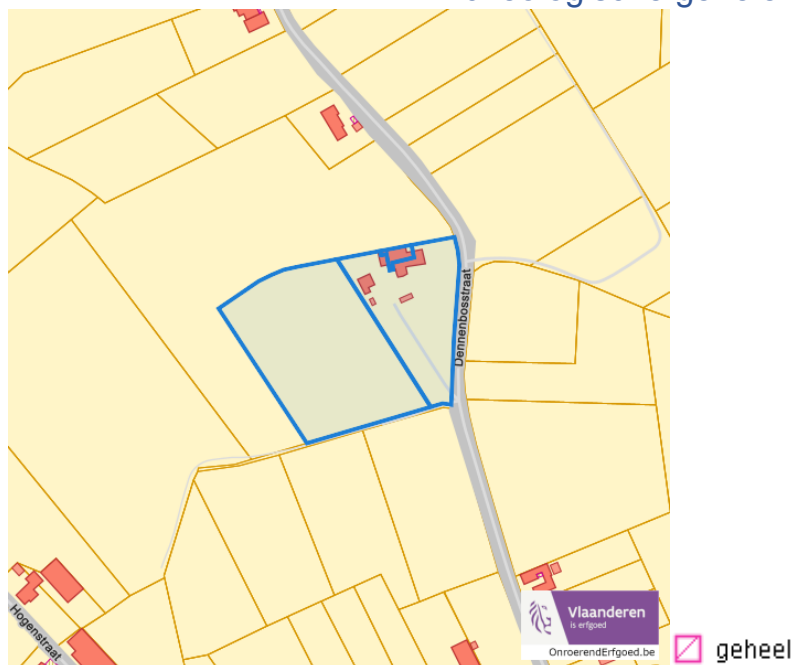 Dennenbosstraat
Hogenstraat
Vlaanderen
is erfgoed
OnroerendErfgoed.be
geheel